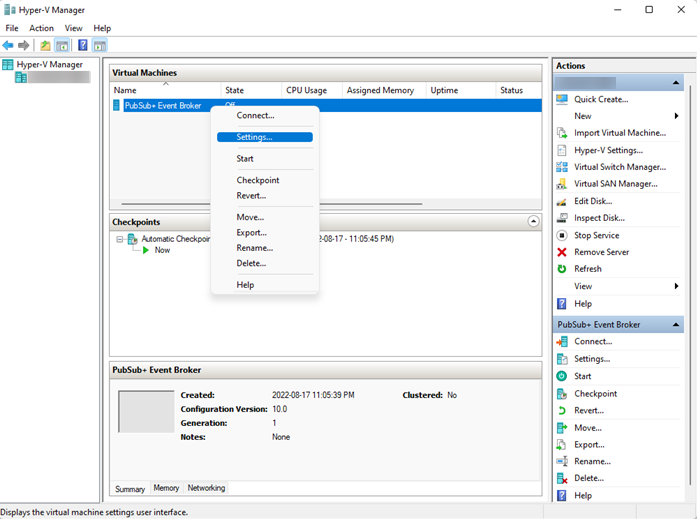 Hyper-V Manager
File Action View Help
Hyper-V Manager
Virtual Machines
Name State CPU Usage Assigned Memory Uptime Status
PubSub+ Event Broker Off
Connect...
Settings...
Start
Checkpoint
Revert...
Move...
Export...
Rename...
Delete...
Help
Checkpoints
Automatic Checkpoin 022-08-17 - 11:05:45 PM)
Now
PubSub+ Event Broker
Created: 2022-08-17 11:05:39 PM Clustered: No
Configuration Version: 10.0
Generation: 1
Notes: None
Summary Memory Networking
Actions
Quick Create...
New
Import Virtual Machine...
Hyper-V Settings...
Virtual Switch Manager...
Virtual SAN Manager...
Edit Disk...
Inspect Disk...
Stop Service
Remove Server
Refresh
View
Help
PubSub+ Event Broker
Connect...
Settings...
Start
Checkpoint
Revert...
Move...
Export...
Rename...
Delete...
Help
Displays the virtual machine settings user interface.